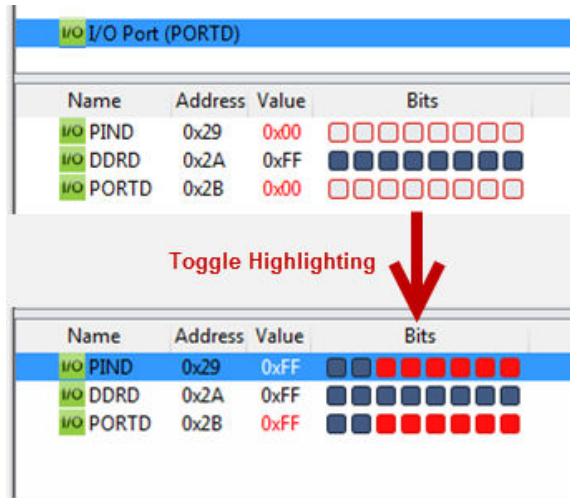 I/O I/O Port (PORTD)
Name Address Value Bits
I/O PIND 0x29 0x00
I/O DDRD 0x2A 0xFF
I/O PORTD 0x2B 0x00
Toggle Highlighting
Name Address Value Bits
I/O PIND 0x29 0xFF
I/O DDRD 0x2A 0xFF
I/O PORTD 0x2B 0xFF